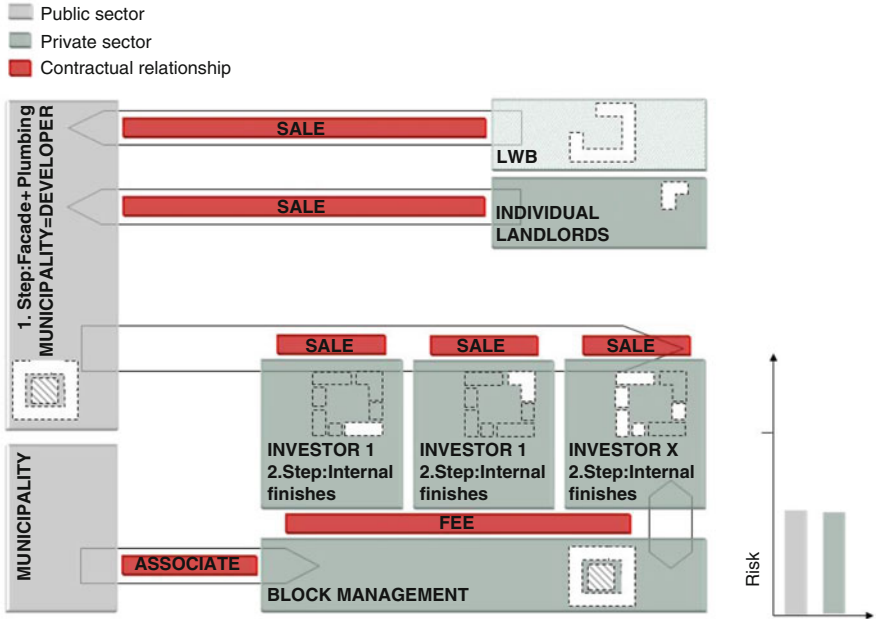 Public sector
Private sector
Contractual relationship
1. Step:Facade+Plumbing
MUNICIPALITY=DEVELOPER
SALE
LWB
SALE
INDIVIDUAL
LANDLORDS
SALE
SALE
SALE
INVESTOR 1
2.Step:Internal
finishes
INVESTOR 1
2.Step:Internal
finishes
INVESTOR X
2.Step:Internal
finishes
MUNICIPALITY
FEE
ASSOCIATE
BLOCK MANAGEMENT
Risk